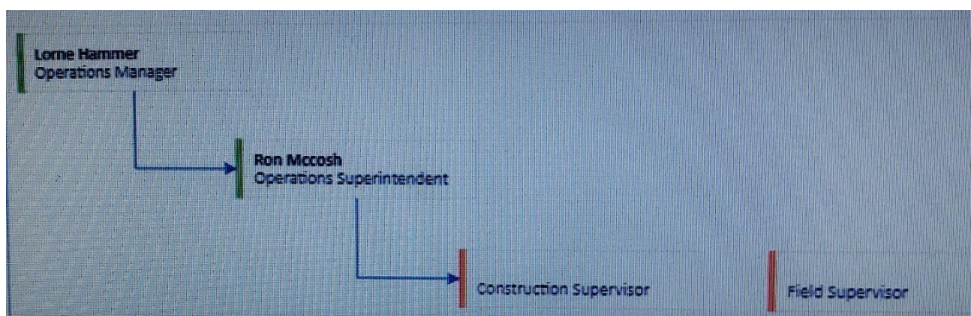 Lorne Hammer
Operations Manager
Ron Mccosh
Operations Superintendent
Construction Supervisor
Field Supervisor